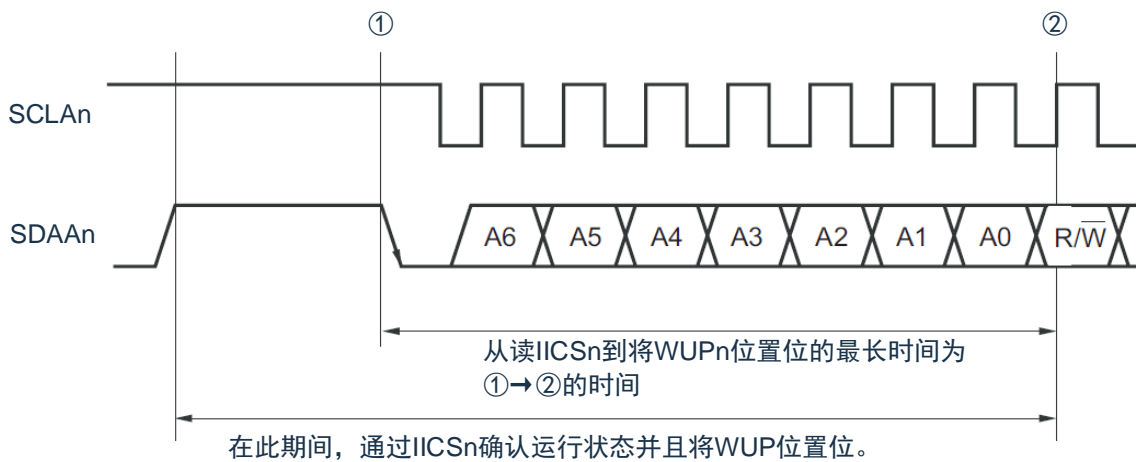 ① ②
SCLAn
SDAAn A6 A5 A4 A3 A2 A1 A0 R/W̅
从读IICSn到将WUPn位置位的最长时间为
①→②的时间
在此期间，通过IICSn确认运行状态并且将WUP位置位。